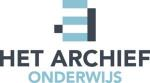 HET ARCHIEF
ONDERWIJS